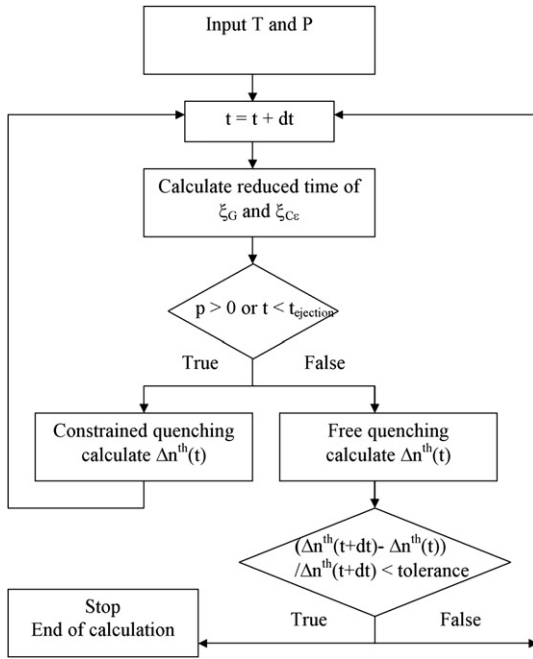 Input T and P
t = t + dt
Calculate reduced time of
ξG and ξCε
p > 0 or t < tejection
True
False
Constrained quenching
calculate Δnth(t)
Free quenching
calculate Δnth(t)
(Δnth(t+dt)- Δnth(t))
/Δnth(t+dt) < tolerance
True
False
Stop
End of calculation